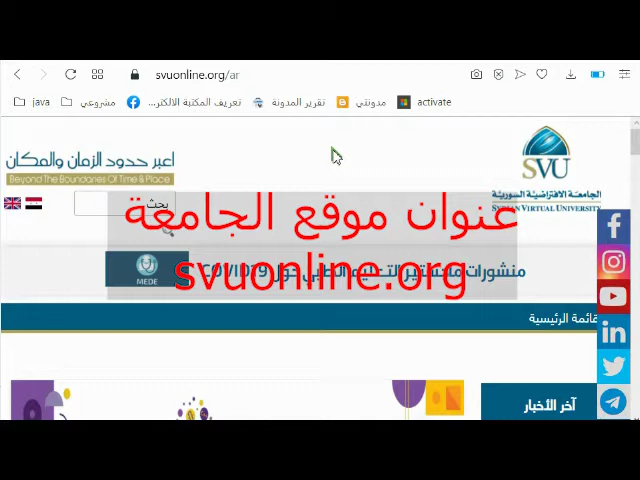 svuonline.org/ar
java
مشروعي
تعريف المكتبة الالكتر...
تقرير المدونة
مدونتي
activate
اعبر حدود الزمان والمكان
Beyond The Boundaries Of Time & Place
SVU
الجامعة الافتراضية السورية
SYRIAN VIRTUAL UNIVERSITY
بحث
عنوان موقع الجامعة
svuonline.org
منشورات ماجستير التعليم الطبي حول COVID19
MEDE
قائمة الرئيسية
آخر الأخبار